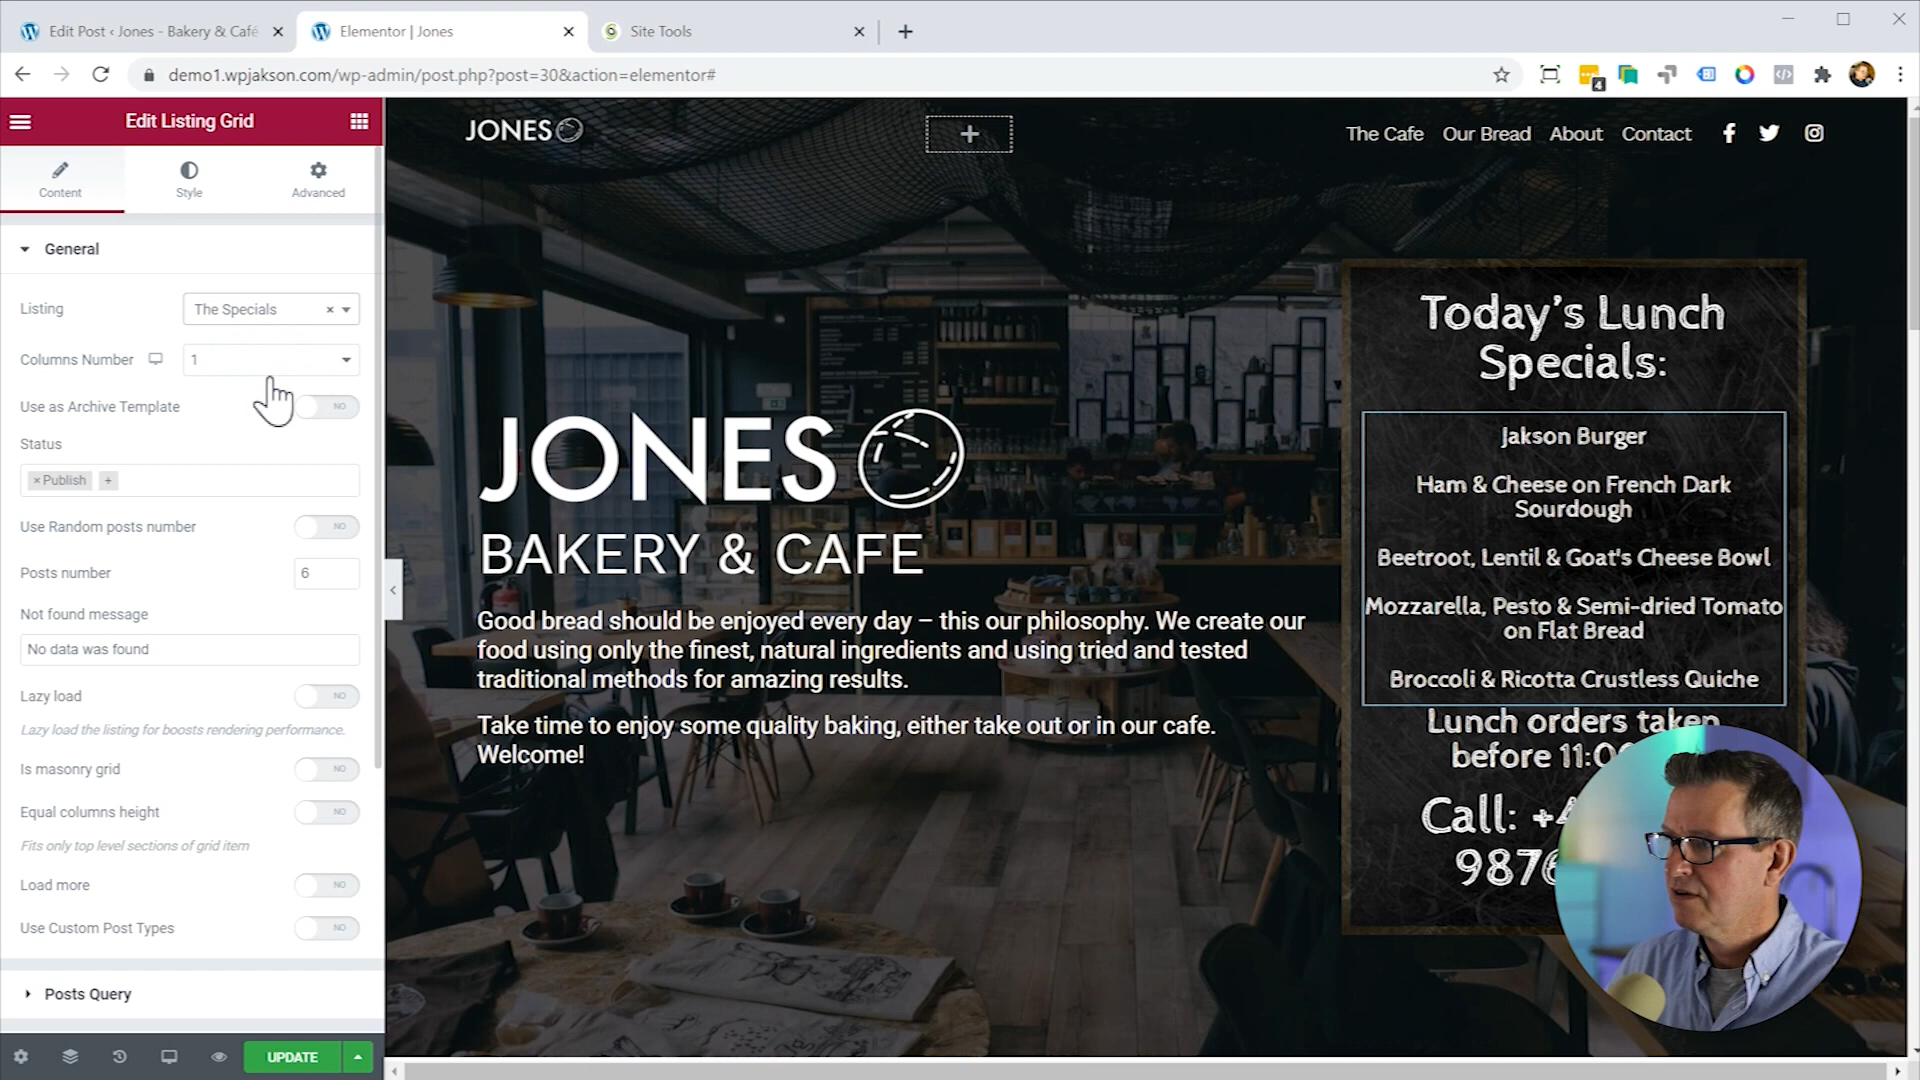 Edit Post ‹ Jones - Bakery & Café
Elementor | Jones
Site Tools
demo1.wpjakson.com/wp-admin/post.php?post=30&action=elementor#
4
Edit Listing Grid
Content
Style
Advanced
General
Listing
The Specials
Columns Number
1
Use as Archive Template
NO
Status
× Publish
+
Use Random posts number
NO
Posts number
6
Not found message
No data was found
Lazy load
NO
Lazy load the listing for boosts rendering performance.
Is masonry grid
NO
Equal columns height
NO
Fits only top level sections of grid item
Load more
NO
Use Custom Post Types
NO
Posts Query
UPDATE
JONES
The Cafe
Our Bread
About
Contact
JONES
BAKERY & CAFE
Good bread should be enjoyed every day – this our philosophy. We create our
food using only the finest, natural ingredients and using tried and tested
traditional methods for amazing results.
Take time to enjoy some quality baking, either take out or in our cafe.
Welcome!
Today's Lunch
Specials:
Jakson Burger
Ham & Cheese on French Dark
Sourdough
Beetroot, Lentil & Goat's Cheese Bowl
Mozzarella, Pesto & Semi-dried Tomato
on Flat Bread
Broccoli & Ricotta Crustless Quiche
Lunch orders taken
before 11:0
Call: +4
9876